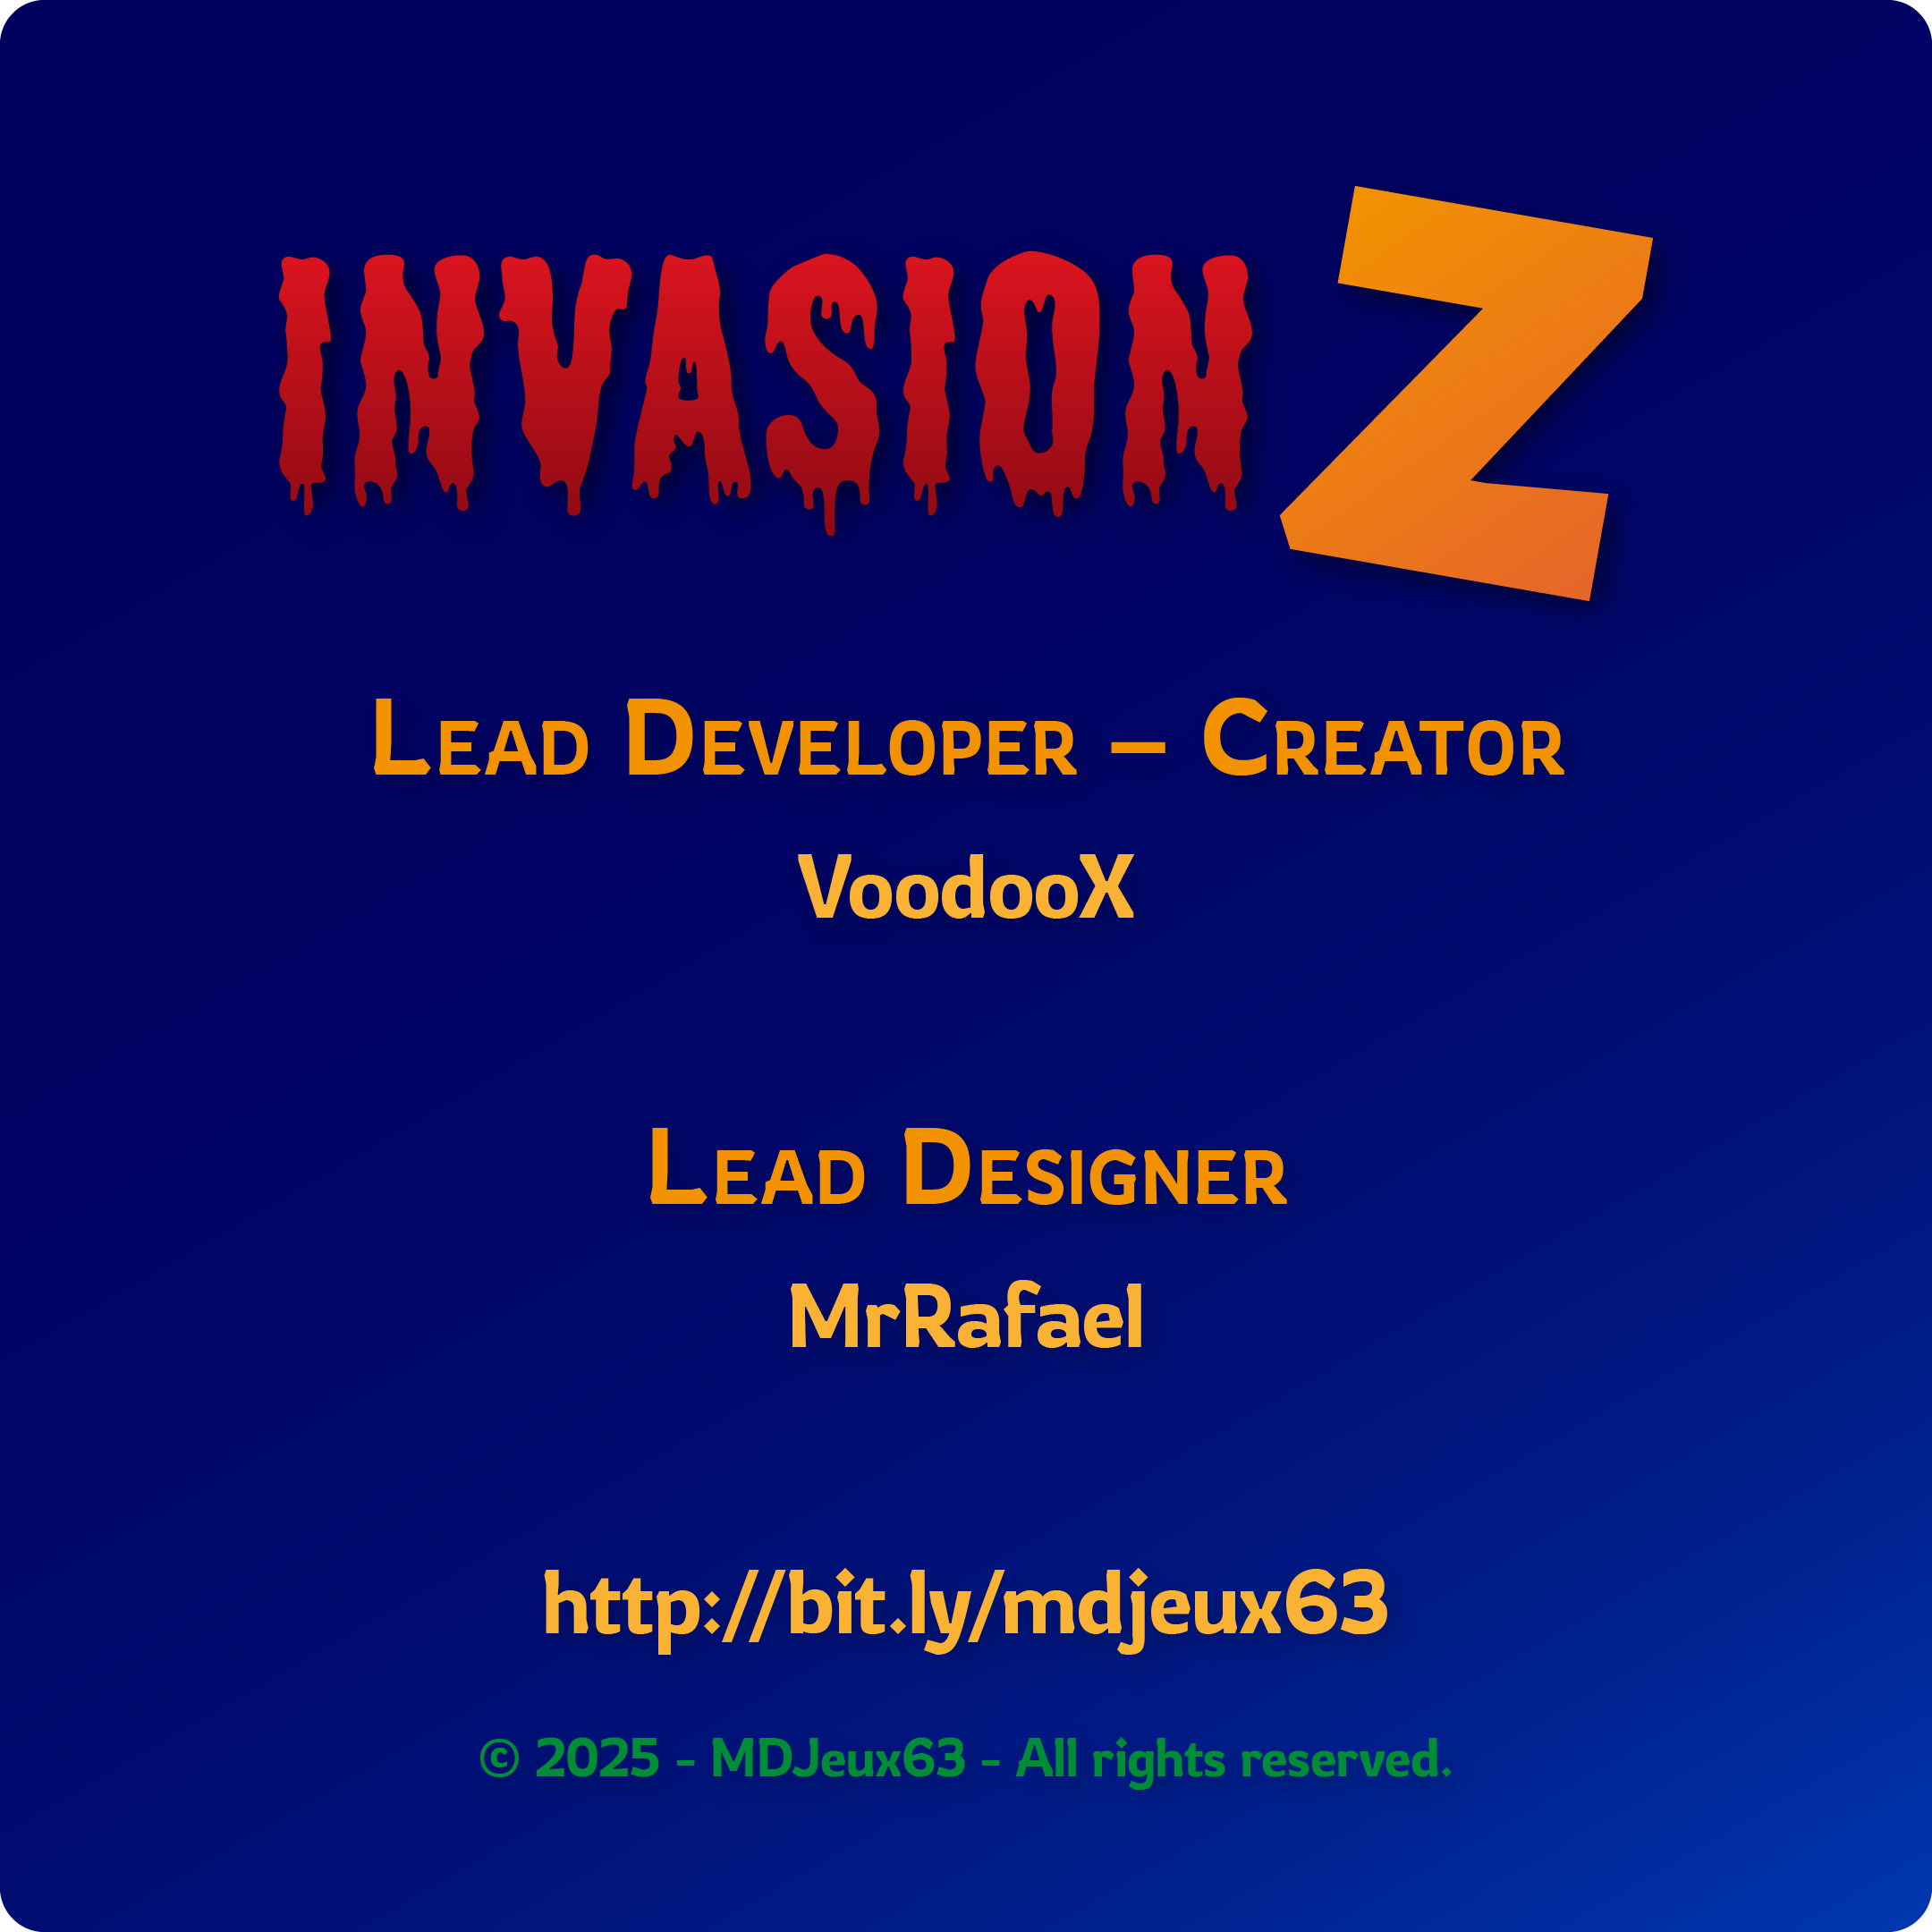 INVASION Z
Lead Developer – Creator
VoodooX
Lead Designer
MrRafael
http://bit.ly/mdjeux63
© 2025 - MDJeux63 - All rights reserved.